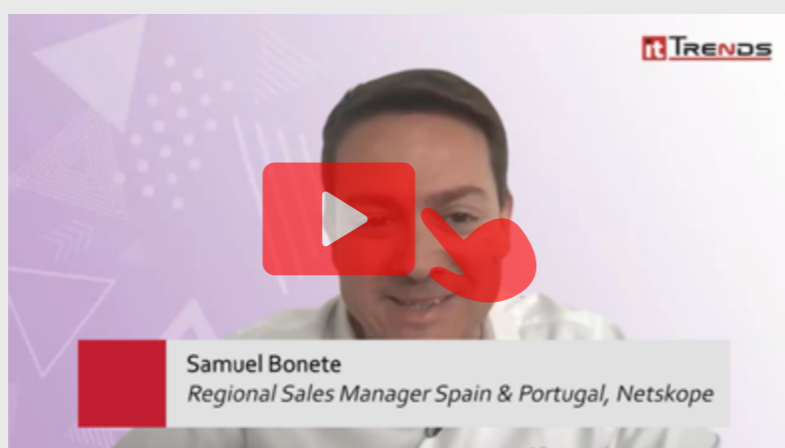 it TRENDS
Samuel Bonete
Regional Sales Manager Spain & Portugal, Netskope